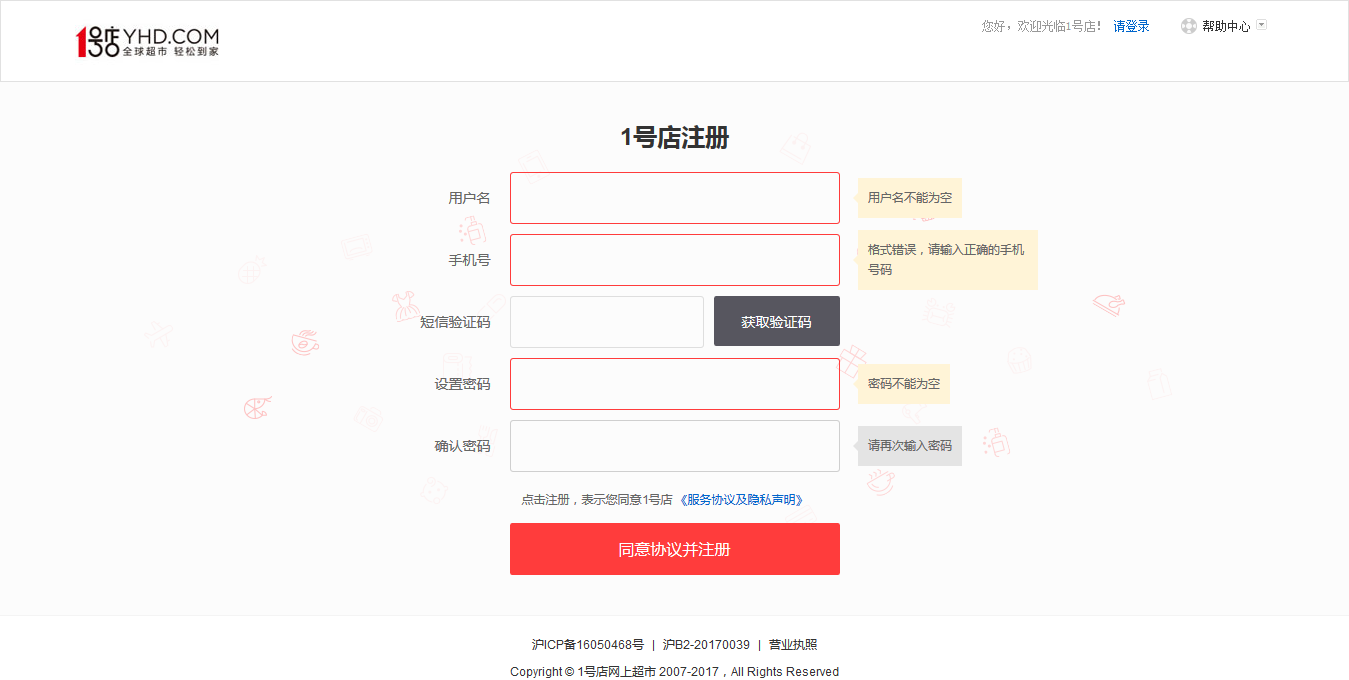 1号店 YHD.COM
全球超市 轻松到家
您好，欢迎光临1号店！ 请登录 帮助中心
1号店注册
用户名
用户名不能为空
手机号
格式错误，请输入正确的手机
号码
短信验证码
获取验证码
设置密码
密码不能为空
确认密码
请再次输入密码
点击注册，表示您同意1号店 《服务协议及隐私声明》
同意协议并注册
沪ICP备16050468号 | 沪B2-20170039 | 营业执照
Copyright © 1号店网上超市 2007-2017，All Rights Reserved